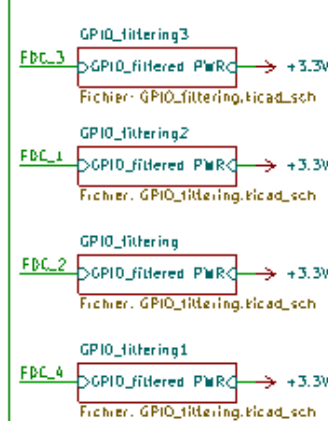 GPIO_filtering3
FDC_3 GPIO_filtered PWR +3.3V
Fichier: GPIO_filtering.kicad_sch
GPIO_filtering2
FDC_1 GPIO_filtered PWR +3.3V
Fichier: GPIO_filtering.kicad_sch
GPIO_filtering
FDC_2 GPIO_filtered PWR +3.3V
Fichier: GPIO_filtering.kicad_sch
GPIO_filtering1
FDC_4 GPIO_filtered PWR +3.3V
Fichier: GPIO_filtering.kicad_sch